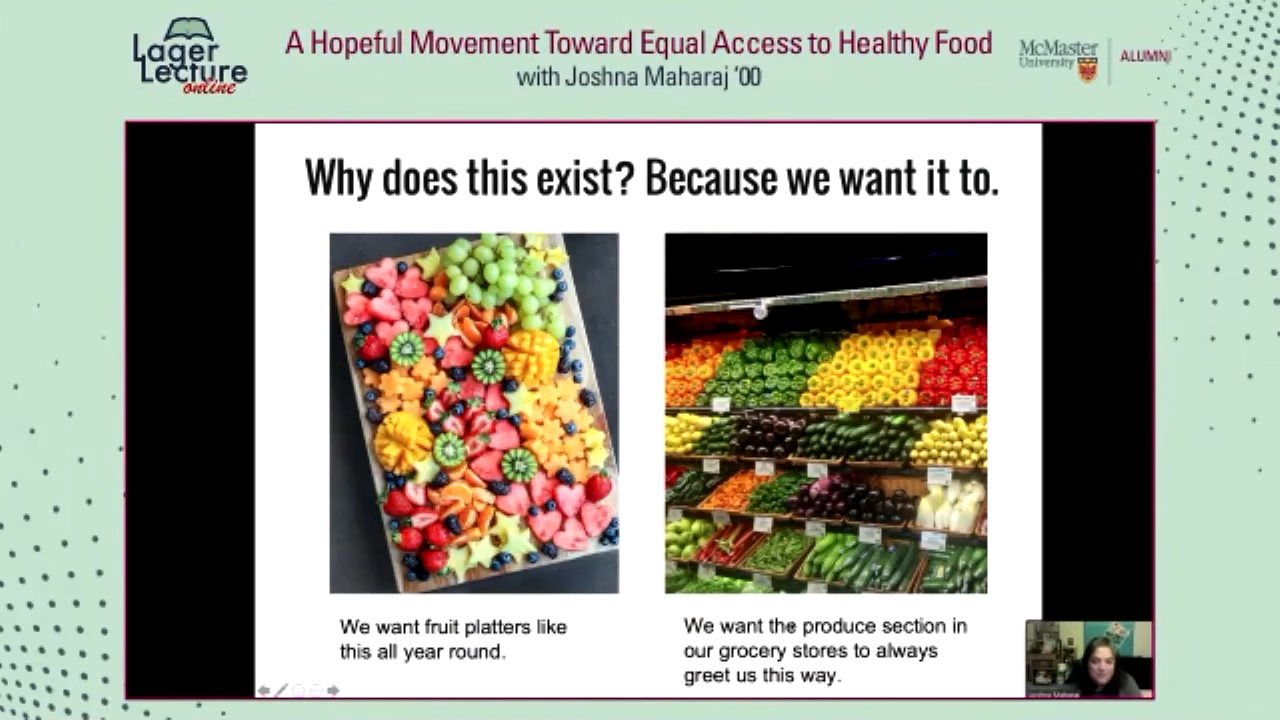 Lager
Lecture
online
A Hopeful Movement Toward Equal Access to Healthy Food
with Joshna Maharaj ‘00
McMaster
University
ALUMNI
Why does this exist? Because we want it to.
We want fruit platters like
this all year round.
We want the produce section in
our grocery stores to always
greet us this way.
Joshna Maharaj